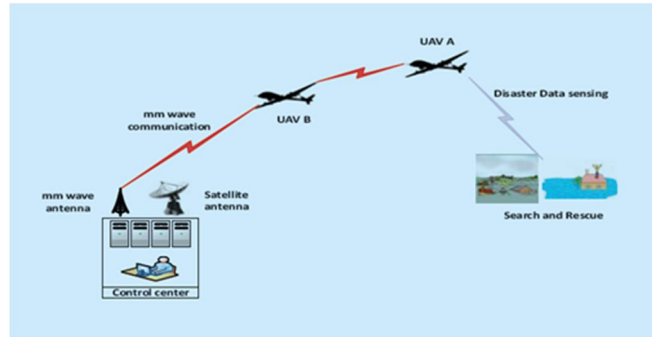 UAV A
Disaster Data sensing
mm wave
communication
UAV B
mm wave
antenna
Satellite
antenna
Search and Rescue
Control center